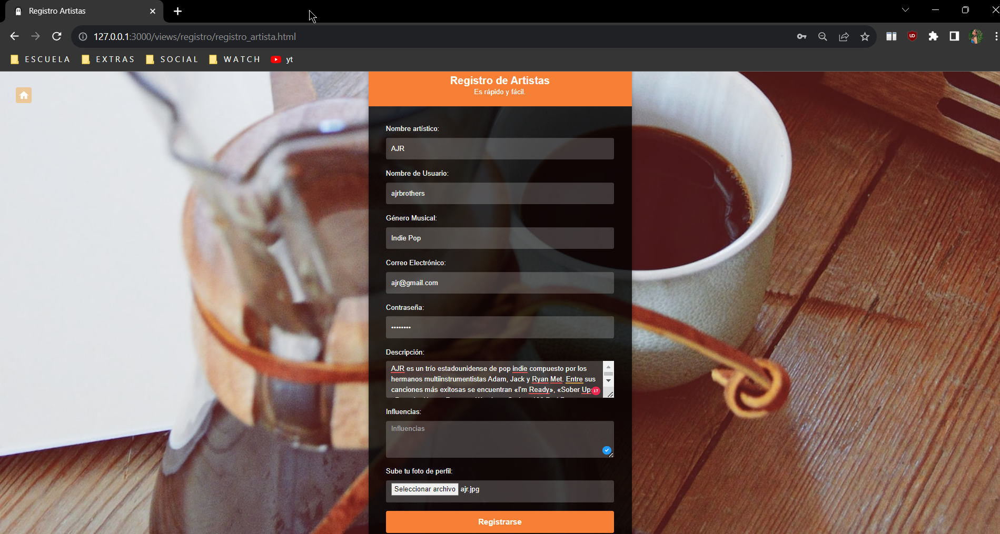 Registro Artistas
127.0.0.1:3000/views/registro/registro_artista.html
ESCUELA EXTRAS SOCIAL WATCH yt
Registro de Artistas
Es rápido y fácil.
Nombre artístico:
AJR
Nombre de Usuario:
ajrbrothers
Género Musical:
Indie Pop
Correo Electrónico:
ajr@gmail.com
Contraseña:
••••••••
Descripción:
AJR es un trío estadounidense de pop indie compuesto por los
hermanos multiinstrumentistas Adam, Jack y Ryan Met. Entre sus
canciones más exitosas se encuentran «I'm Ready», «Sober Up
17
Influencias:
Influencias
Sube tu foto de perfil:
Seleccionar archivo ajr.jpg
Registrarse